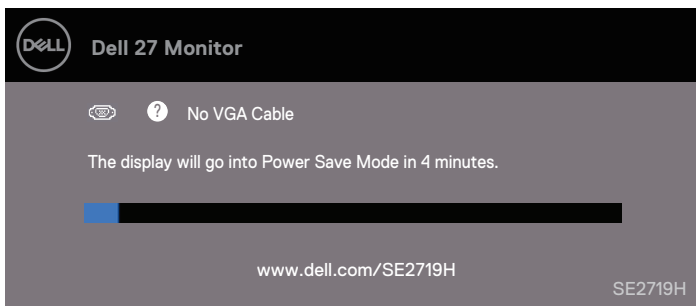 DELL
Dell 27 Monitor
? No VGA Cable
The display will go into Power Save Mode in 4 minutes.
www.dell.com/SE2719H
SE2719H